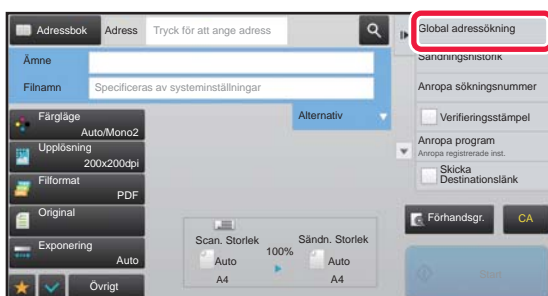 Adressbok
Adress
Tryck för att ange adress
Ämne
Filnamn
Specificeras av systeminställningar
Alternativ
Färgläge
Auto/Mono2
Upplösning
200x200dpi
Filformat
PDF
Original
Exponering
Auto
Övrigt
Scan. Storlek
100%
Sändn. Storlek
Auto
A4
Auto
A4
Global adressökning
Sändningshistorik
Anropa sökningsnummer
Verifieringsstämpel
Anropa program
Anropa registrerade inst.
Skicka
Destinationslänk
Förhandsgr.
CA
Start